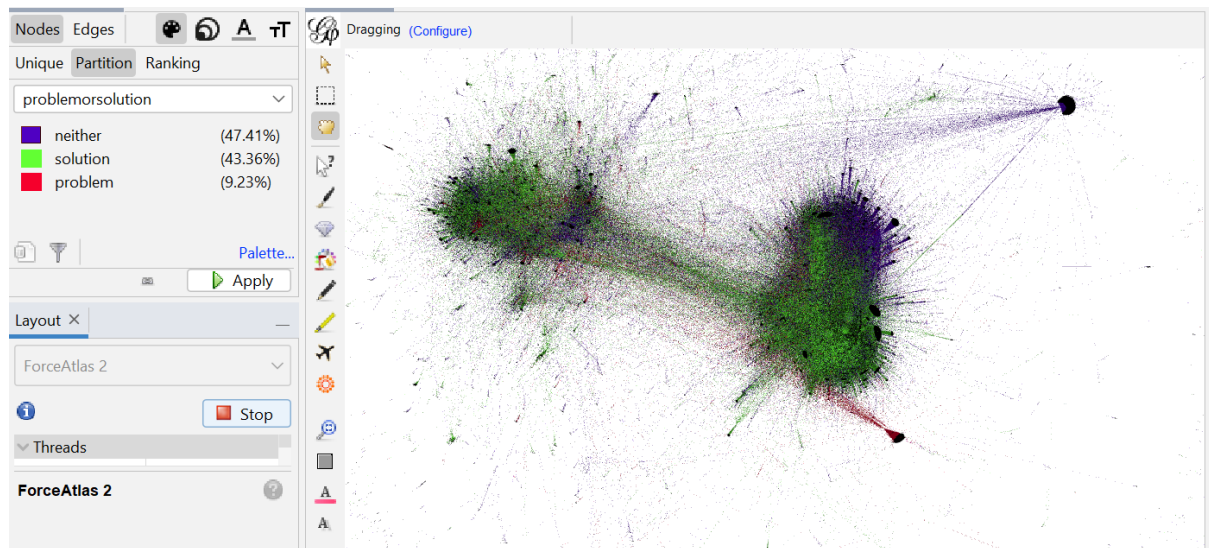 Nodes Edges A TT
Dragging (Configure)
Unique Partition Ranking
problemorsolution
neither (47.41%)
solution (43.36%)
problem (9.23%)
Palette...
Apply
Layout
ForceAtlas 2
Stop
Threads
ForceAtlas 2
A
A